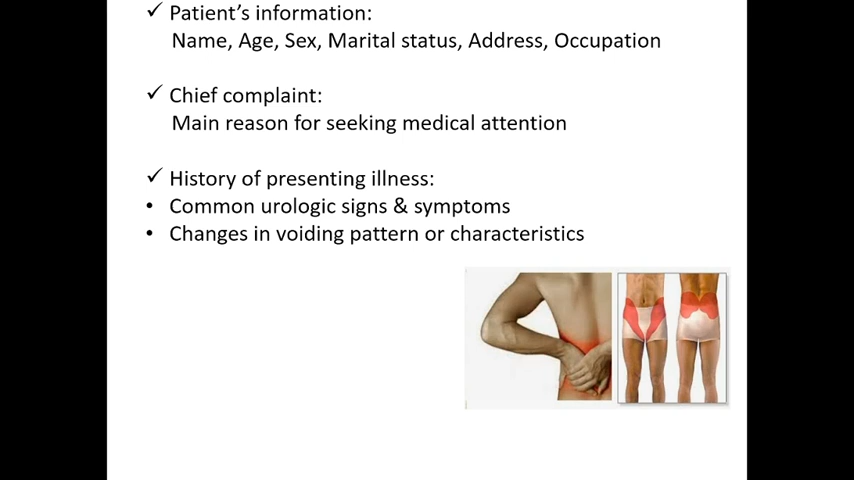 ✓ Patient's information:
Name, Age, Sex, Marital status, Address, Occupation
✓ Chief complaint:
Main reason for seeking medical attention
✓ History of presenting illness:
• Common urologic signs & symptoms
• Changes in voiding pattern or characteristics